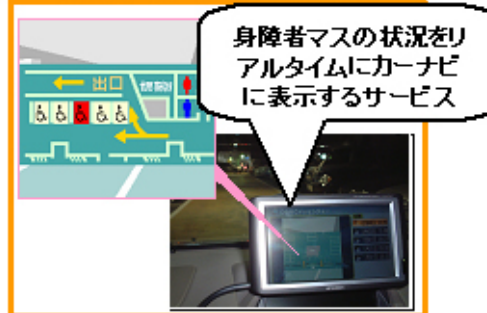 身障者マスの状況をリ
アルタイムにカーナビ
に表示するサービス
出口